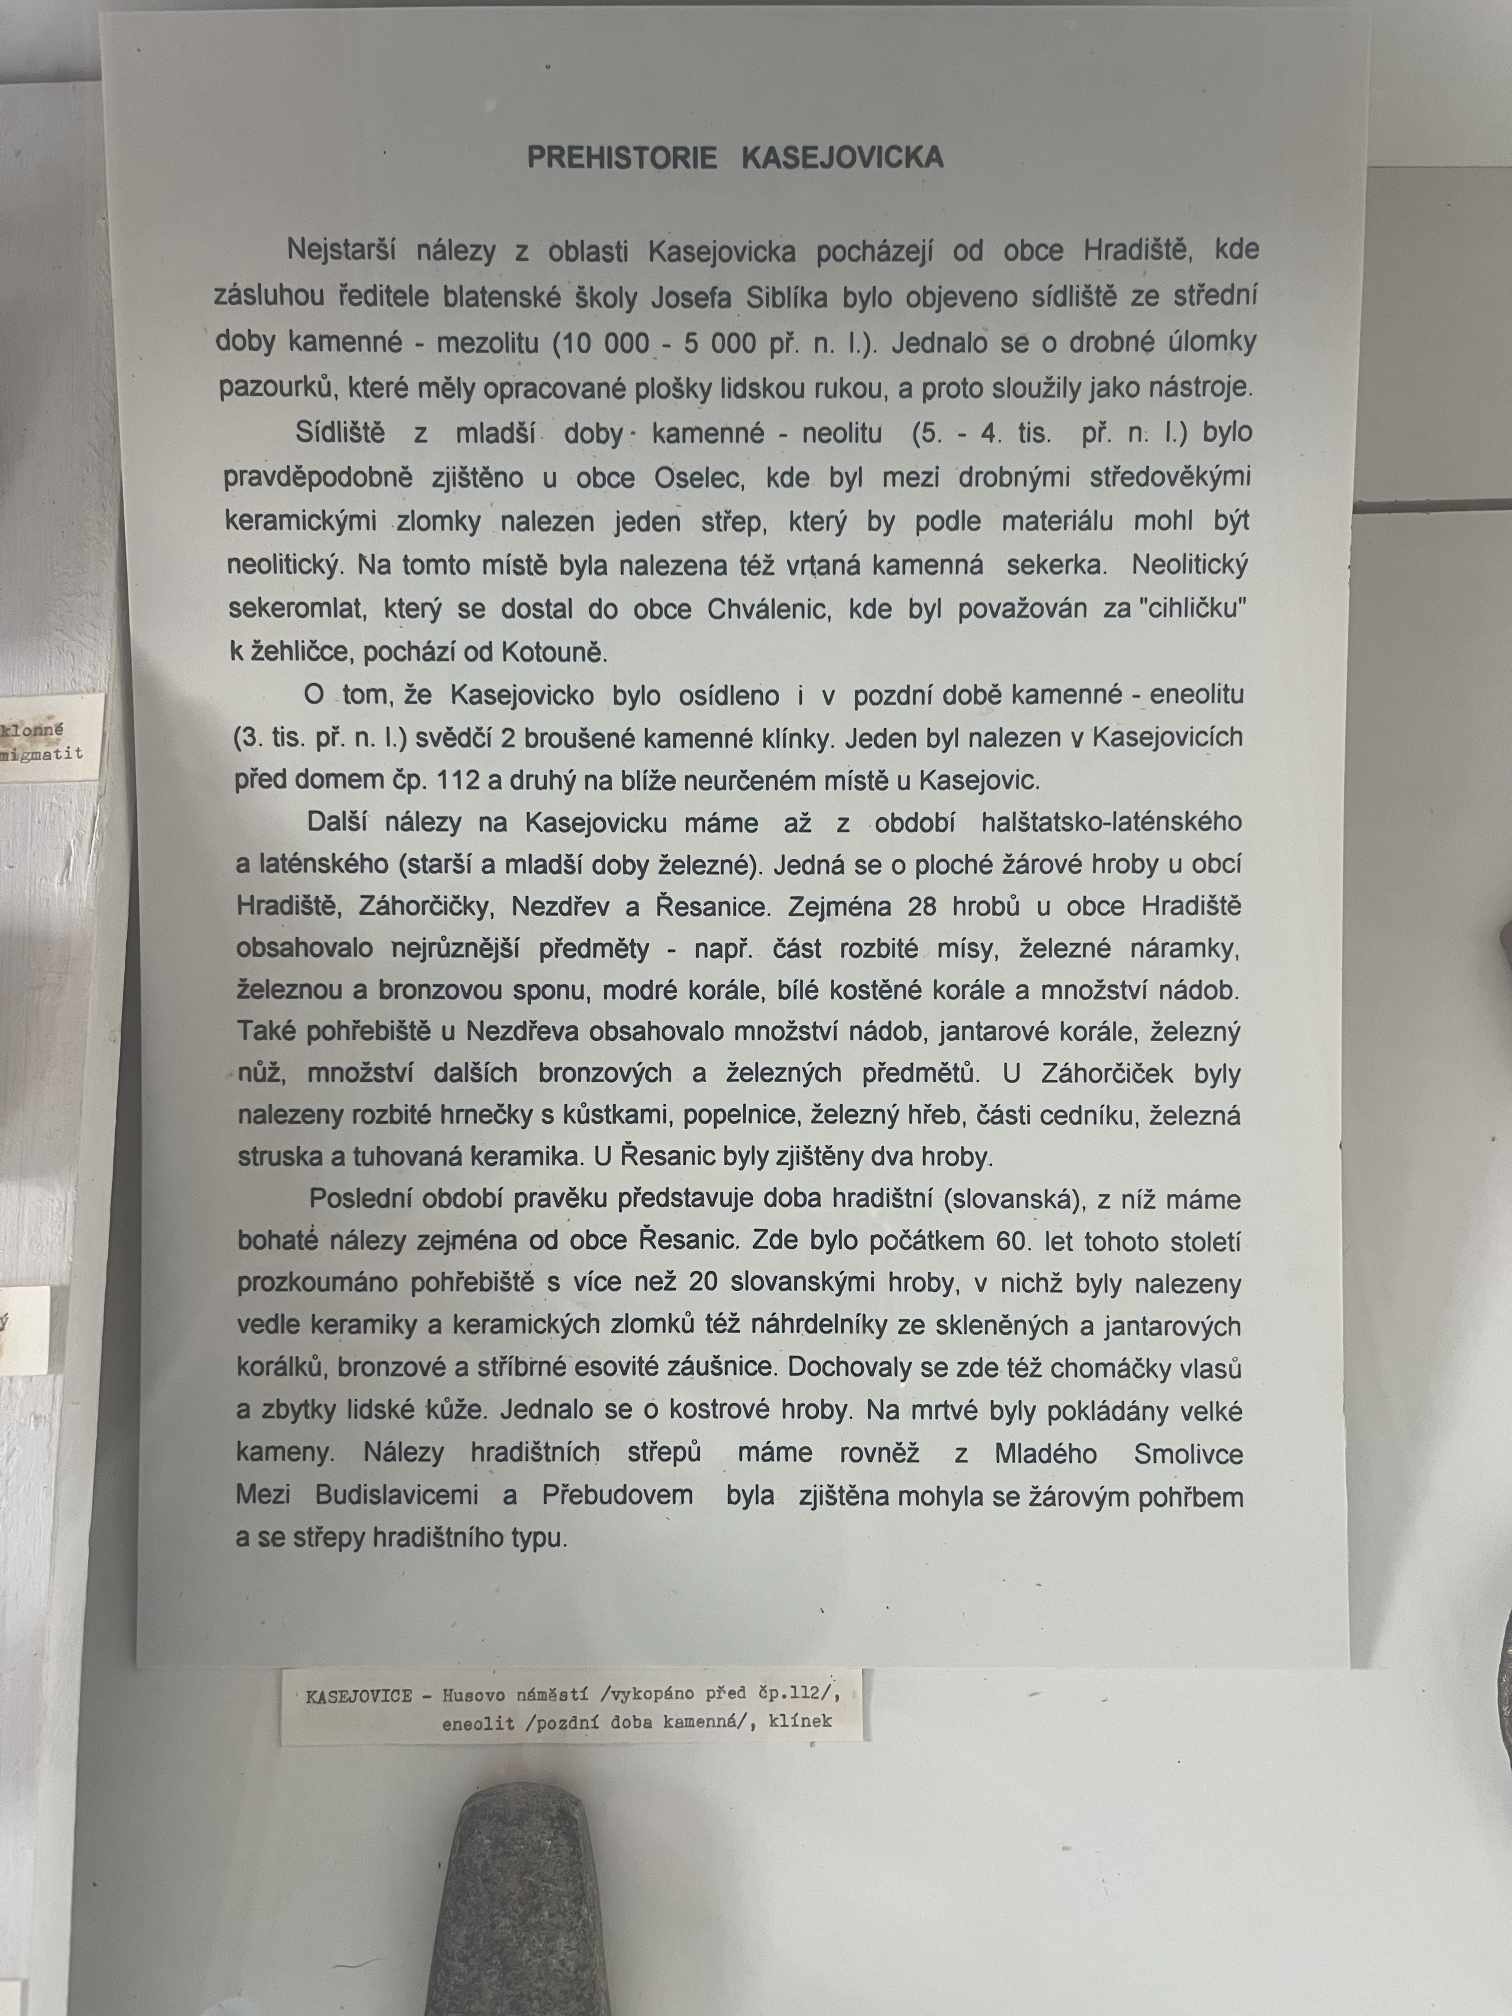 PREHISTORIE KASEJOVICKA
Nejstarší nálezy z oblasti Kasejovicka pocházejí od obce Hradiště, kde
zásluhou ředitele blatenské školy Josefa Siblíka bylo objeveno sídliště ze střední
doby kamenné - mezolitu (10 000 - 5 000 př. n. l.). Jednalo se o drobné úlomky
pazourků, které měly opracované plošky lidskou rukou, a proto sloužily jako nástroje.
Sídliště z mladší doby kamenné - neolitu (5. - 4. tis. př. n. l.) bylo
pravděpodobně zjištěno u obce Oselec, kde byl mezi drobnými středověkými
keramickými zlomky nalezen jeden střep, který by podle materiálu mohl být
neolitický. Na tomto místě byla nalezena též vrtaná kamenná sekerka. Neolitický
sekeromlat, který se dostal do obce Chválenic, kde byl považován za "cihličku"
k žehličce, pochází od Kotouně.
O tom, že Kasejovicko bylo osídleno i v pozdní době kamenné - eneolitu
(3. tis. př. n. l.) svědčí 2 broušené kamenné klínky. Jeden byl nalezen v Kasejovicích
před domem čp. 112 a druhý na blíže neurčeném místě u Kasejovic.
Další nálezy na Kasejovicku máme až z období halštatsko-laténského
a laténského (starší a mladší doby železné). Jedná se o ploché žárové hroby u obcí
Hradiště, Záhorčičky, Nezdřev a Řesanice. Zejména 28 hrobů u obce Hradiště
obsahovalo nejrůznější předměty - např. část rozbité mísy, železné náramky,
železnou a bronzovou sponu, modré korále, bílé kostěné korále a množství nádob.
Také pohřebiště u Nezdřeva obsahovalo množství nádob, jantarové korále, železný
nůž, množství dalších bronzových a železných předmětů. U Záhorčiček byly
nalezeny rozbité hrnečky s kůstkami, popelnice, železný hřeb, části cedníku, železná
struska a tuhovaná keramika. U Řesanic byly zjištěny dva hroby.
Poslední období pravěku představuje doba hradištní (slovanská), z níž máme
bohaté nálezy zejména od obce Řesanic. Zde bylo počátkem 60. let tohoto století
prozkoumáno pohřebiště s více než 20 slovanskými hroby, v nichž byly nalezeny
vedle keramiky a keramických zlomků též náhrdelníky ze skleněných a jantarových
korálků, bronzové a stříbrné esovité záušnice. Dochovaly se zde též chomáčky vlasů
a zbytky lidské kůže. Jednalo se o kostrové hroby. Na mrtvé byly pokládány velké
kameny. Nálezy hradištních střepů máme rovněž z Mladého Smolivce
Mezi Budislavicemi a Přebudovem byla zjištěna mohyla se žárovým pohřbem
a se střepy hradištního typu.
KASEJOVICE - Husovo náměstí /vykopáno před čp.112/,
eneolit /pozdní doba kamenná/, klínek
klonné
migmatit